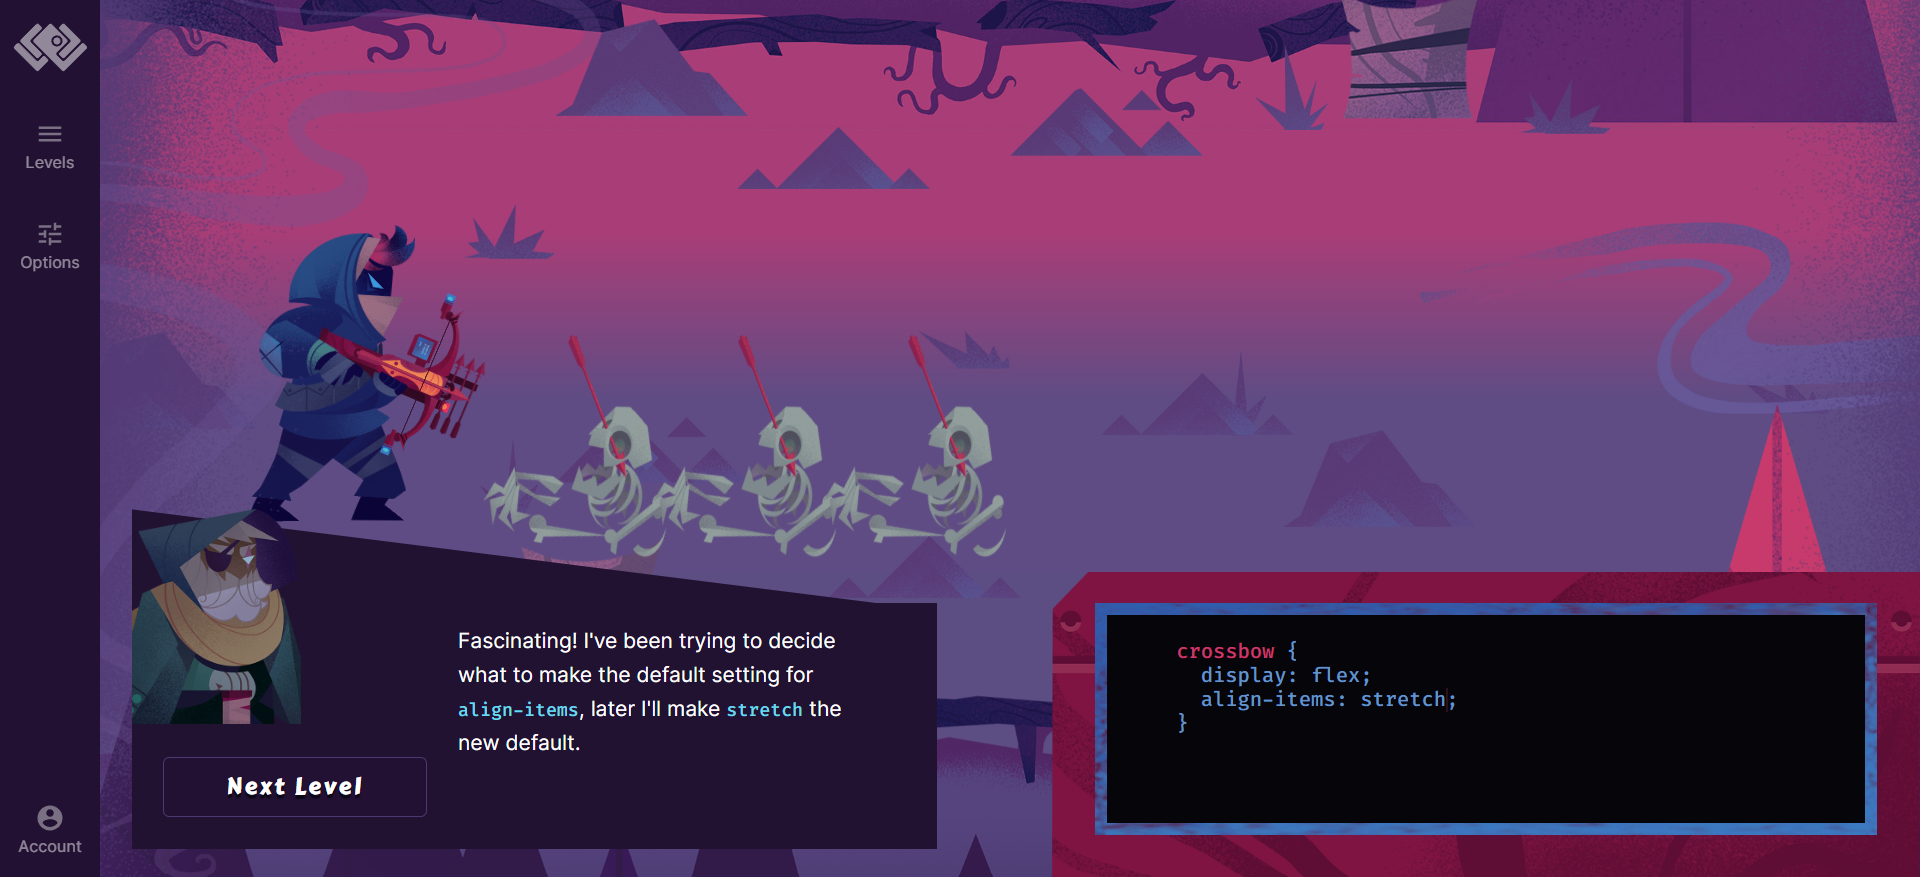 Levels
Options
Fascinating! I've been trying to decide
what to make the default setting for
align-items, later I'll make stretch the
new default.
Next Level
crossbow {
display: flex;
align-items: stretch;
}
Account